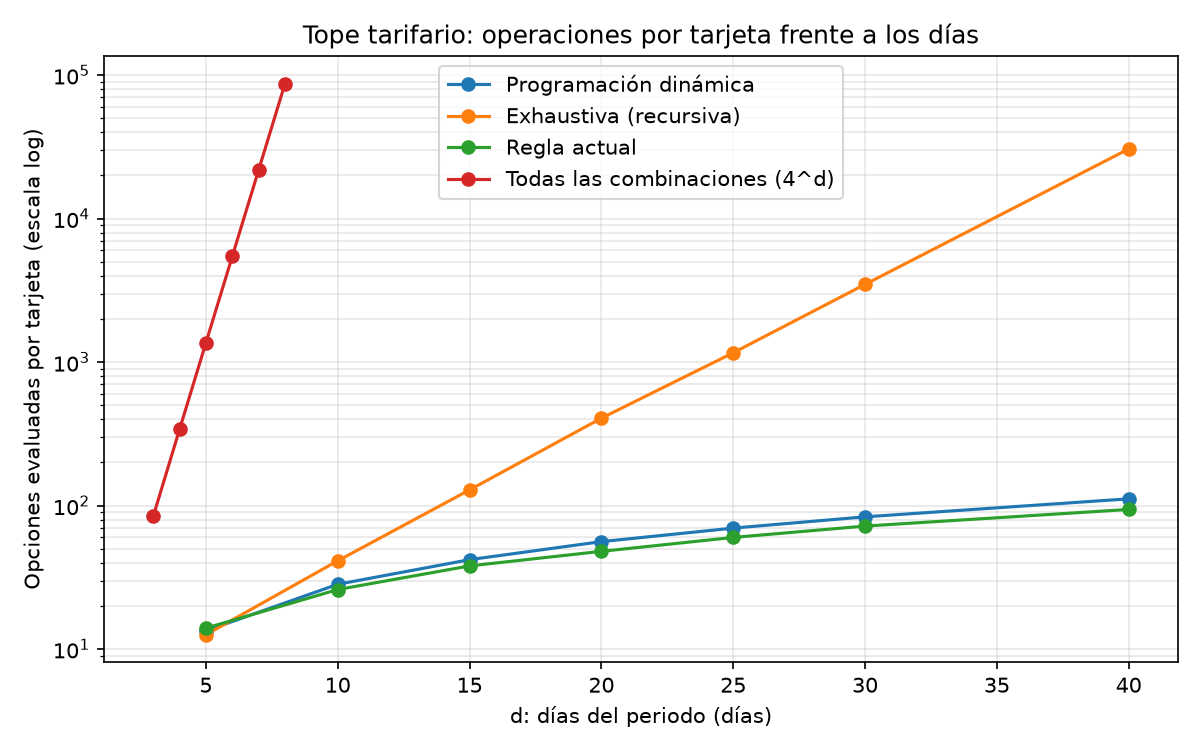 Tope tarifario: operaciones por tarjeta frente a los días
Opciones evaluadas por tarjeta (escala log)
10^5
10^4
10^3
10^2
10^1
Programación dinámica
Exhaustiva (recursiva)
Regla actual
Todas las combinaciones (4^d)
5 10 15 20 25 30 35 40
d: días del periodo (días)